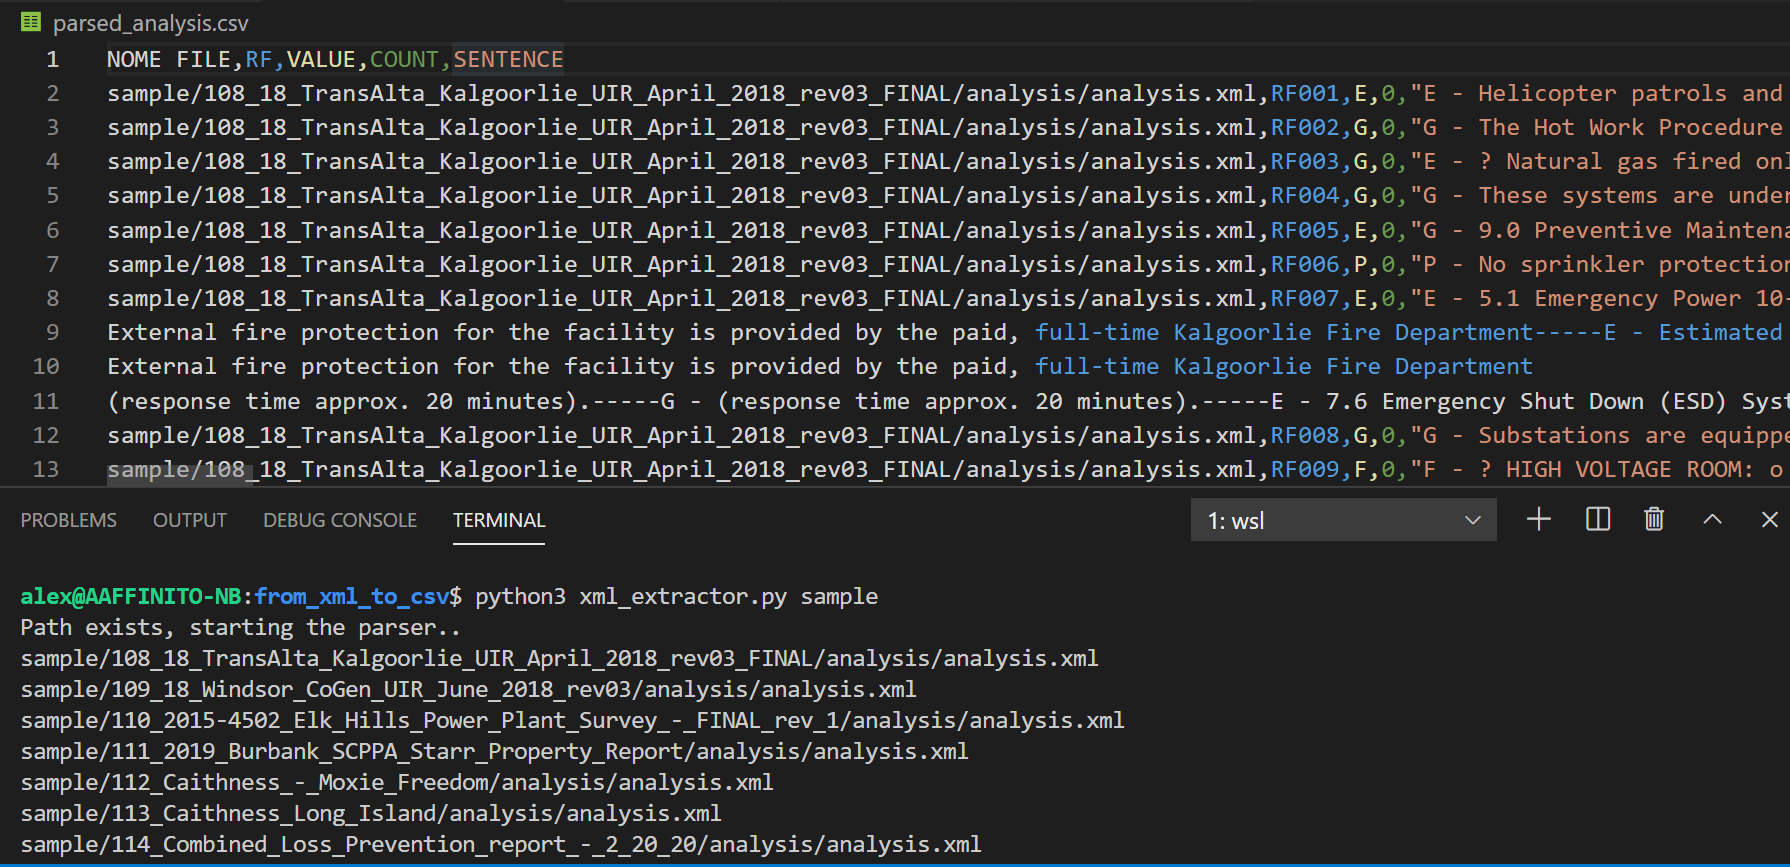 parsed_analysis.csv
1 NOME FILE,RF,VALUE,COUNT,SENTENCE
2 sample/108_18_TransAlta_Kalgoorlie_UIR_April_2018_rev03_FINAL/analysis/analysis.xml,RF001,E,0,"E - Helicopter patrols and
3 sample/108_18_TransAlta_Kalgoorlie_UIR_April_2018_rev03_FINAL/analysis/analysis.xml,RF002,G,0,"G - The Hot Work Procedure
4 sample/108_18_TransAlta_Kalgoorlie_UIR_April_2018_rev03_FINAL/analysis/analysis.xml,RF003,G,0,"E - ? Natural gas fired onl
5 sample/108_18_TransAlta_Kalgoorlie_UIR_April_2018_rev03_FINAL/analysis/analysis.xml,RF004,G,0,"G - These systems are under
6 sample/108_18_TransAlta_Kalgoorlie_UIR_April_2018_rev03_FINAL/analysis/analysis.xml,RF005,E,0,"G - 9.0 Preventive Maintena
7 sample/108_18_TransAlta_Kalgoorlie_UIR_April_2018_rev03_FINAL/analysis/analysis.xml,RF006,P,0,"P - No sprinkler protection
8 sample/108_18_TransAlta_Kalgoorlie_UIR_April_2018_rev03_FINAL/analysis/analysis.xml,RF007,E,0,"E - 5.1 Emergency Power 10-
9 External fire protection for the facility is provided by the paid, full-time Kalgoorlie Fire Department-----E - Estimated
10 External fire protection for the facility is provided by the paid, full-time Kalgoorlie Fire Department
11 (response time approx. 20 minutes).-----G - (response time approx. 20 minutes).-----E - 7.6 Emergency Shut Down (ESD) Syst
12 sample/108_18_TransAlta_Kalgoorlie_UIR_April_2018_rev03_FINAL/analysis/analysis.xml,RF008,G,0,"G - Substations are equippe
13 sample/108_18_TransAlta_Kalgoorlie_UIR_April_2018_rev03_FINAL/analysis/analysis.xml,RF009,F,0,"F - ? HIGH VOLTAGE ROOM: o
PROBLEMS OUTPUT DEBUG CONSOLE TERMINAL 1: wsl
alex@AAFFINITO-NB:from_xml_to_csv$ python3 xml_extractor.py sample
Path exists, starting the parser..
sample/108_18_TransAlta_Kalgoorlie_UIR_April_2018_rev03_FINAL/analysis/analysis.xml
sample/109_18_Windsor_CoGen_UIR_June_2018_rev03/analysis/analysis.xml
sample/110_2015-4502_Elk_Hills_Power_Plant_Survey_-_FINAL_rev_1/analysis/analysis.xml
sample/111_2019_Burbank_SCPPA_Starr_Property_Report/analysis/analysis.xml
sample/112_Caithness_-_Moxie_Freedom/analysis/analysis.xml
sample/113_Caithness_Long_Island/analysis/analysis.xml
sample/114_Combined_Loss_Prevention_report_-_2_20_20/analysis/analysis.xml